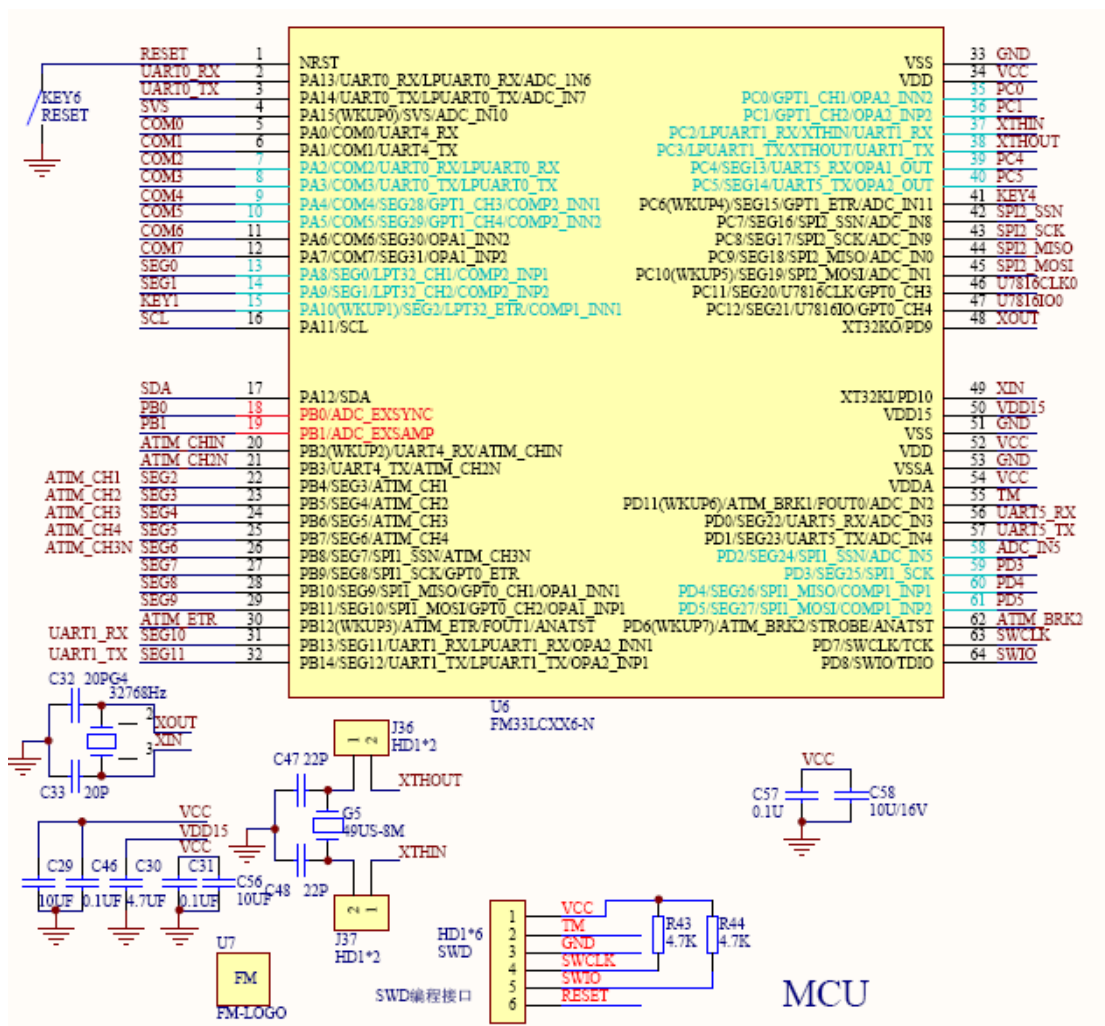 RESET 1 NRST VSS 33 GND
UART0_RX 2 PA13/UART0_RX/LPUART0_RX/ADC_IN6 VDD 34 VCC
UART0_TX 3 PA14/UART0_TX/LPUART0_TX/ADC_IN7 PC0/GPT1_CH1/OPA2_INN2 35 PC0
SVS 4 PA15(WKUP0)/SVS/ADC_IN10 PC1/GPT1_CH2/OPA2_INP2 36 PC1
COM0 5 PA0/COM0/UART4_RX PC2/LPUART1_RX/XTHIN/UART1_RX 37 XTHIN
COM1 6 PA1/COM1/UART4_TX PC3/LPUART1_TX/XTHOUT/UART1_TX 38 XTHOUT
COM2 7 PA2/COM2/UART0_RX/LPUART0_RX PC4/SEG13/UART5_RX/OPA1_OUT 39 PC4
COM3 8 PA3/COM3/UART0_TX/LPUART0_TX PC5/SEG14/UART5_TX/OPA2_OUT 40 PC5
COM4 9 PA4/COM4/SEG28/GPT1_CH3/COMP2_INN1 PC6(WKUP4)/SEG15/GPT1_ETR/ADC_IN11 41 KEY4
COM5 10 PA5/COM5/SEG29/GPT1_CH4/COMP2_INN2 PC7/SEG16/SPI2_SSN/ADC_IN8 42 SPI2_SSN
COM6 11 PA6/COM6/SEG30/OPA1_INN2 PC8/SEG17/SPI2_SCK/ADC_IN9 43 SPI2_SCK
COM7 12 PA7/COM7/SEG31/OPA1_INP2 PC9/SEG18/SPI2_MISO/ADC_IN0 44 SPI2_MISO
SEG0 13 PA8/SEG0/LPT32_CH1/COMP2_INP1 PC10(WKUP5)/SEG19/SPI2_MOSI/ADC_IN1 45 SPI2_MOSI
SEG1 14 PA9/SEG1/LPT32_CH2/COMP2_INP2 PC11/SEG20/U7816CLK/GPT0_CH3 46 U7816CLK0
KEY1 15 PA10(WKUP1)/SEG2/LPT32_ETR/COMP1_INN1 PC12/SEG21/U7816IO/GPT0_CH4 47 U7816IO0
SCL 16 PA11/SCL XT32KO/PD9 48 XOUT
KEY6
RESET
SDA 17 PA12/SDA XT32KI/PD10 49 XIN
PB0 18 PB0/ADC_EXSYNC VDD15 50 VDD15
PB1 19 PB1/ADC_EXSAMP VSS 51 GND
ATIM_CHIN 20 PB2(WKUP2)/UART4_RX/ATIM_CHIN VDD 52 VCC
ATIM_CH2N 21 PB3/UART4_TX/ATIM_CH2N VSSA 53 GND
ATIM_CH1 SEG2 22 PB4/SEG3/ATIM_CH1 VDDA 54 VCC
ATIM_CH2 SEG3 23 PB5/SEG4/ATIM_CH2 PD11(WKUP6)/ATIM_BRK1/FOUT0/ADC_IN2 55 TM
ATIM_CH3 SEG4 24 PB6/SEG5/ATIM_CH3 PD0/SEG22/UART5_RX/ADC_IN3 56 UART5_RX
ATIM_CH4 SEG5 25 PB7/SEG6/ATIM_CH4 PD1/SEG23/UART5_TX/ADC_IN4 57 UART5_TX
ATIM_CH3N SEG6 26 PB8/SEG7/SPI1_SSN/ATIM_CH3N PD2/SEG24/SPI1_SSN/ADC_IN5 58 ADC_IN5
SEG7 27 PB9/SEG8/SPI1_SCK/GPT0_ETR PD3/SEG25/SPI1_SCK 59 PD3
SEG8 28 PB10/SEG9/SPI1_MISO/GPT0_CH1/OPA1_INN1 PD4/SEG26/SPI1_MISO/COMP1_INP1 60 PD4
SEG9 29 PB11/SEG10/SPI1_MOSI/GPT0_CH2/OPA1_INP1 PD5/SEG27/SPI1_MOSI/COMP1_INP2 61 PD5
ATIM_ETR 30 PB12(WKUP3)/ATIM_ETR/FOUT1/ANATST PD6(WKUP7)/ATIM_BRK2/STROBE/ANATST 62 ATIM_BRK2
UART1_RX SEG10 31 PB13/SEG11/UART1_RX/LPUART1_RX/OPA2_INN1 PD7/SWCLK/TCK 63 SWCLK
UART1_TX SEG11 32 PB14/SEG12/UART1_TX/LPUART1_TX/OPA2_INP1 PD8/SWIO/TDIO 64 SWIO
U6
FM33LCXX6-N
C32 20P G4
32768Hz
2 XOUT
3 XIN
C33 20P
J36
HD1*2
1 2
C47 22P
XTHOUT
G5
49US-8M
XTHIN
C48 22P
2 1
J37
HD1*2
VCC
C57
0.1U
C58
10U/16V
VCC
VDD15
VCC
C29 C46 C30 C31 C56
10UF 0.1UF 4.7UF 0.1UF 10UF
U7
FM
FM-LOGO
HD1*6
SWD
SWD编程接口
1 VCC
2 TM
3 GND
4 SWCLK
5 SWIO
6 RESET
R43
4.7K
R44
4.7K
MCU